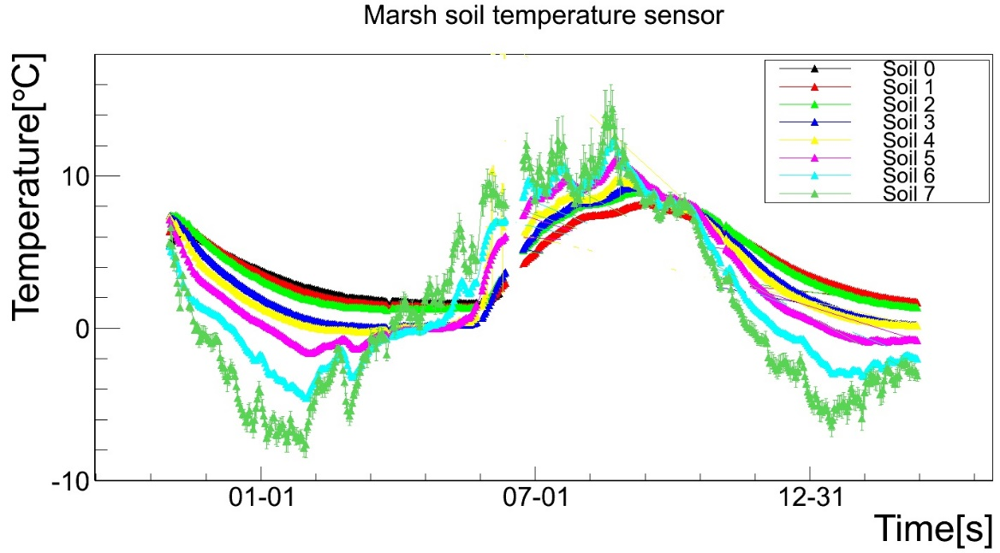 Marsh soil temperature sensor
Temperature[°C]
10
0
-10
01-01
07-01
12-31
Time[s]
Soil 0
Soil 1
Soil 2
Soil 3
Soil 4
Soil 5
Soil 6
Soil 7